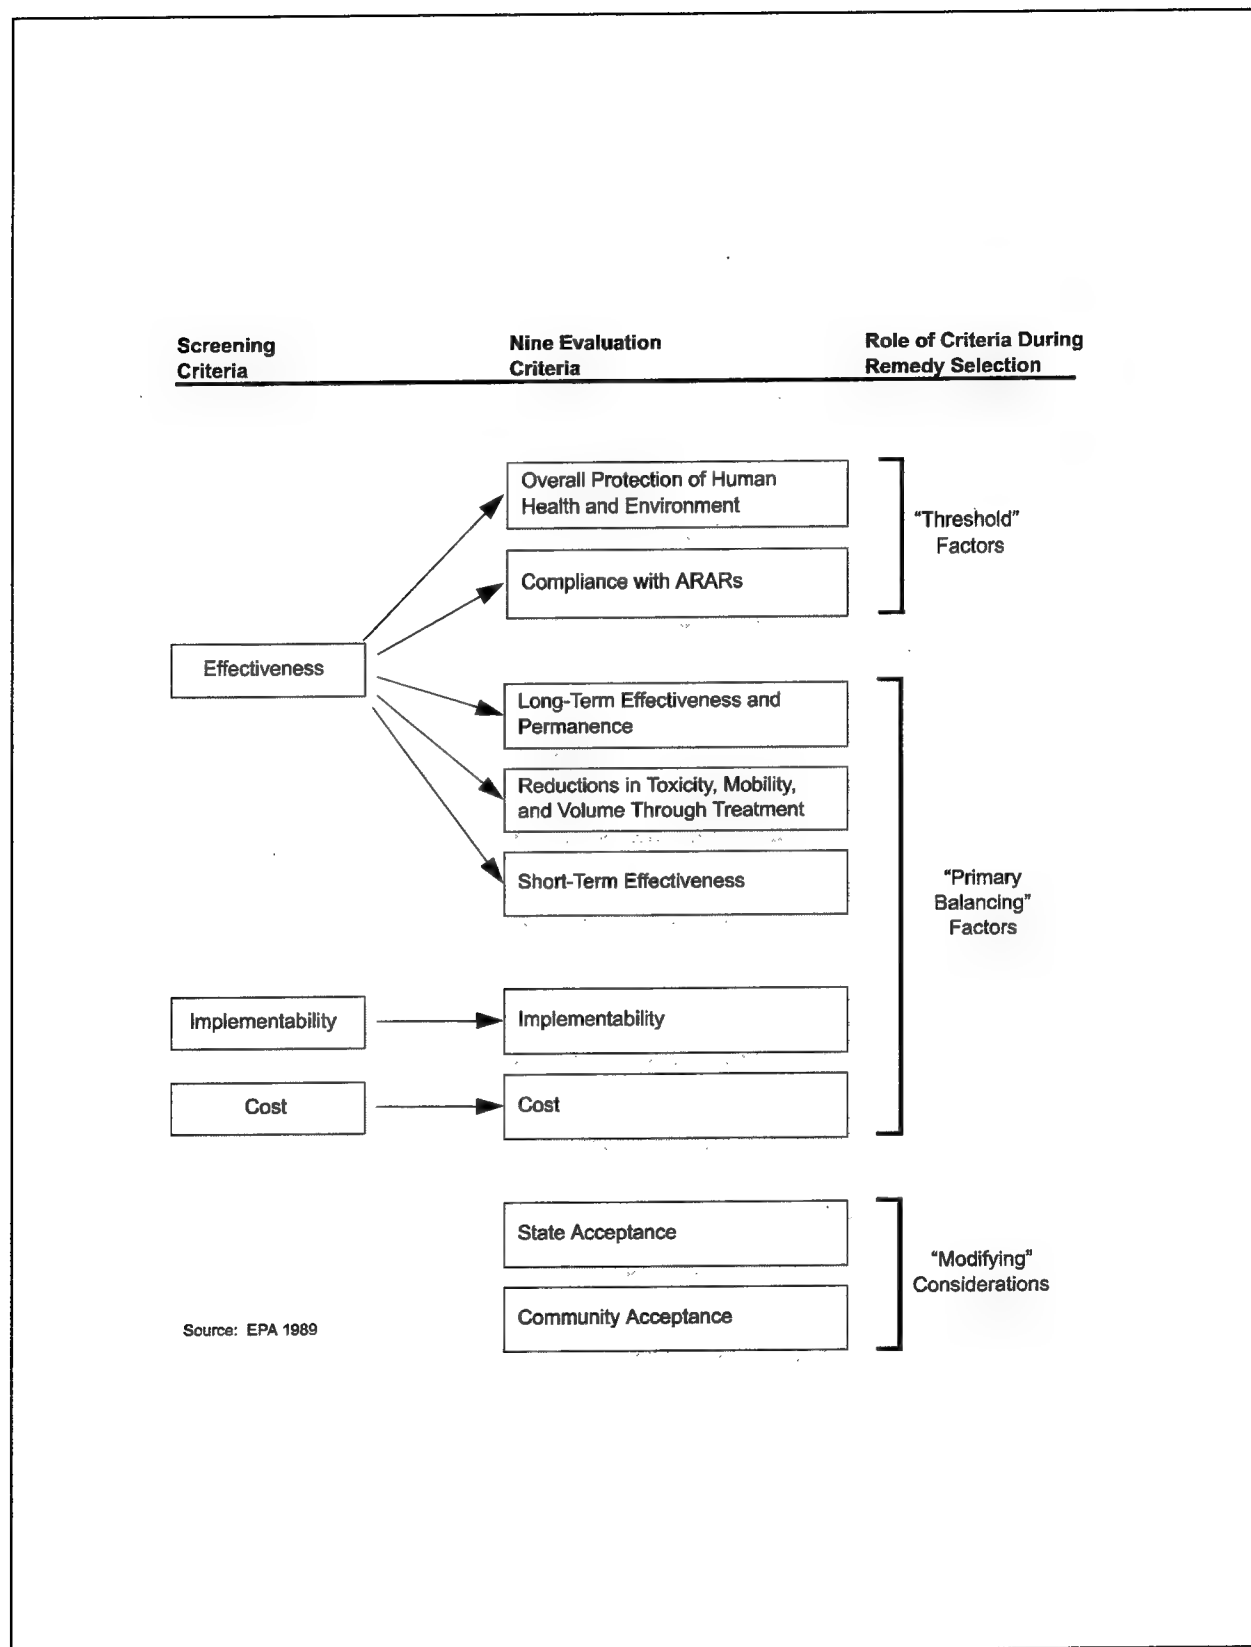 Screening
Criteria
Nine Evaluation
Criteria
Role of Criteria During
Remedy Selection
Overall Protection of Human
Health and Environment
Compliance with ARARs
"Threshold"
Factors
Effectiveness
Long-Term Effectiveness and
Permanence
Reductions in Toxicity, Mobility,
and Volume Through Treatment
Short-Term Effectiveness
"Primary
Balancing"
Factors
Implementability
Implementability
Cost
Cost
State Acceptance
Community Acceptance
"Modifying"
Considerations
Source: EPA 1989